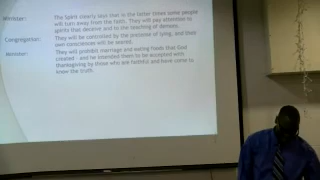 Minister: The Spirit clearly says that in the latter times some people
will turn away from the faith. They will pay attention to
spirits that deceive and to the teaching of demons.
Congregation: They will be controlled by the pretense of lying, and their
own consciences will be seared.
Minister: They will prohibit marriage and eating foods that God
created - and he intended them to be accepted with
thanksgiving by those who are faithful and have come to
know the truth.